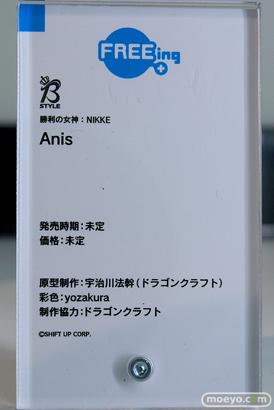 FREEing
B
STYLE
勝利の女神：NIKKE
Anis
発売時期：未定
価格：未定
原型制作：宇治川法幹（ドラゴンクラフト）
彩色：yozakura
制作協力：ドラゴンクラフト
©SHIFT UP CORP.
moeyo.com